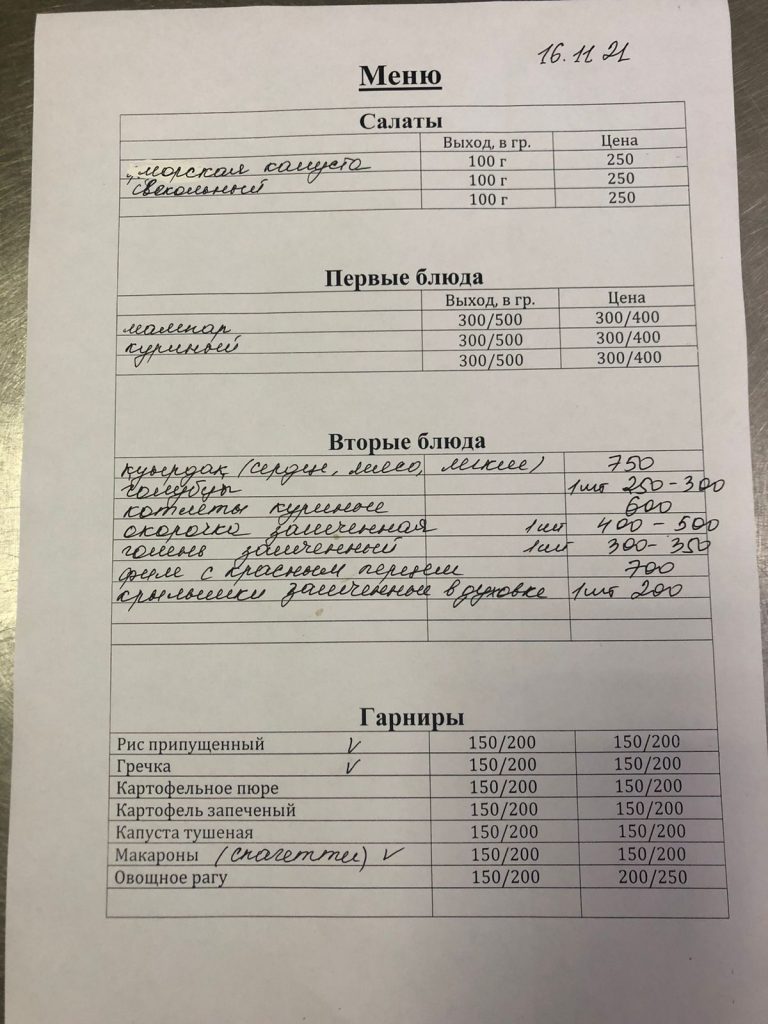 16.11 21
Меню
Салаты
Выход, в гр. Цена
морская капуста 100 г 250
свекольный 100 г 250
100 г 250
Первые блюда
Выход, в гр. Цена
мампар 300/500 300/400
куриный 300/500 300/400
300/500 300/400
Вторые блюда
куырдак (сердце, мясо, легкие) 750
голубцы 1шт 250-300
котлеты куриные 600
окорочка запеченная 1шт 400 - 500
голень запеченный 1шт 300-350
филе с красным перцем 700
крылышки запеченные в духовке 1шт 200
Гарниры
Рис припущенный V 150/200 150/200
Гречка V 150/200 150/200
Картофельное пюре 150/200 150/200
Картофель запеченый 150/200 150/200
Капуста тушеная 150/200 150/200
Макароны (спагетти) V 150/200 150/200
Овощное рагу 150/200 200/250